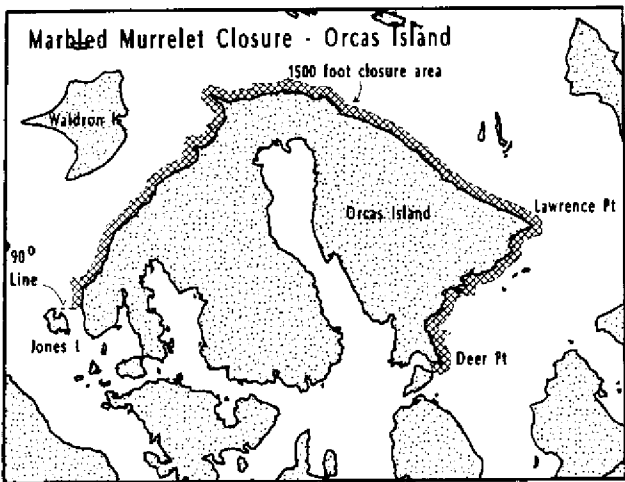 Marbled Murrelet Closure - Orcas Island
1500 foot closure area
Waldron Is
Orcas Island
Lawrence Pt
90°
Line
Jones I
Deer Pt